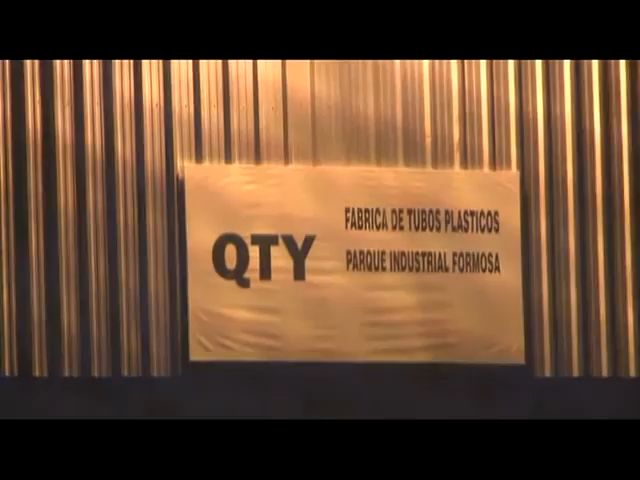 QTY
FABRICA DE TUBOS PLASTICOS
PARQUE INDUSTRIAL FORMOSA